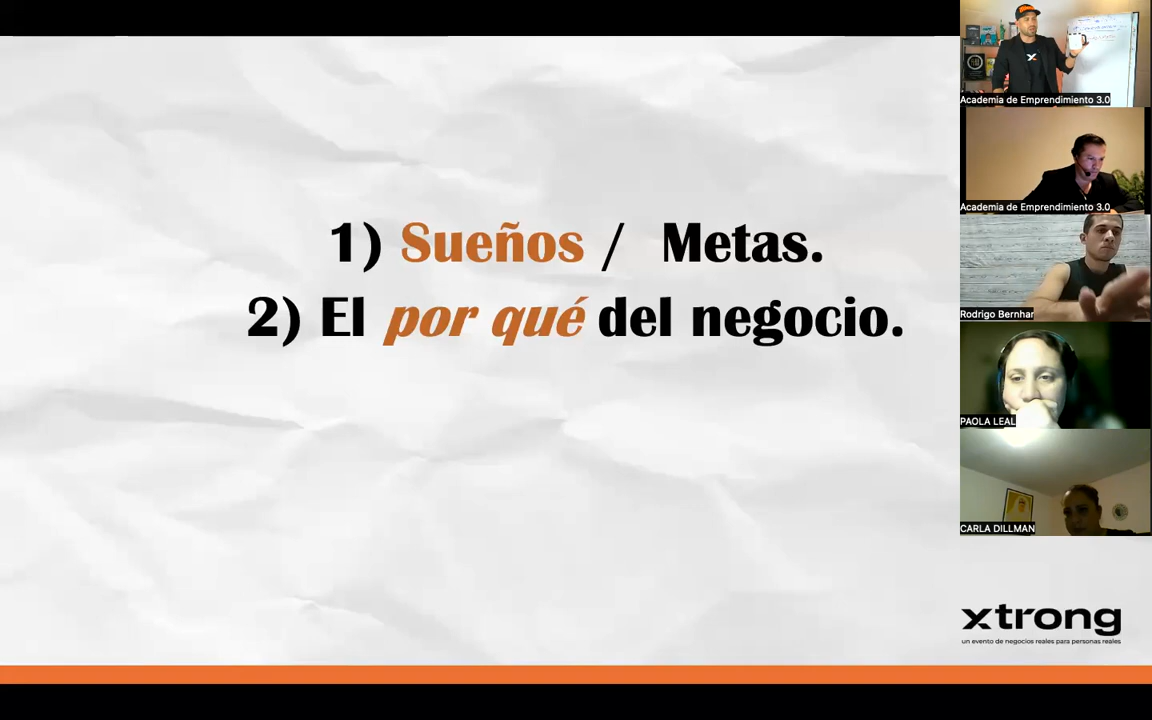 1) Sueños / Metas.
2) El por qué del negocio.
Academia de Emprendimiento 3.0
Academia de Emprendimiento 3.0
Rodrigo Bernhar
PAOLA LEAL
CARLA DILLMAN
xtrong
un evento de negocios reales para personas reales